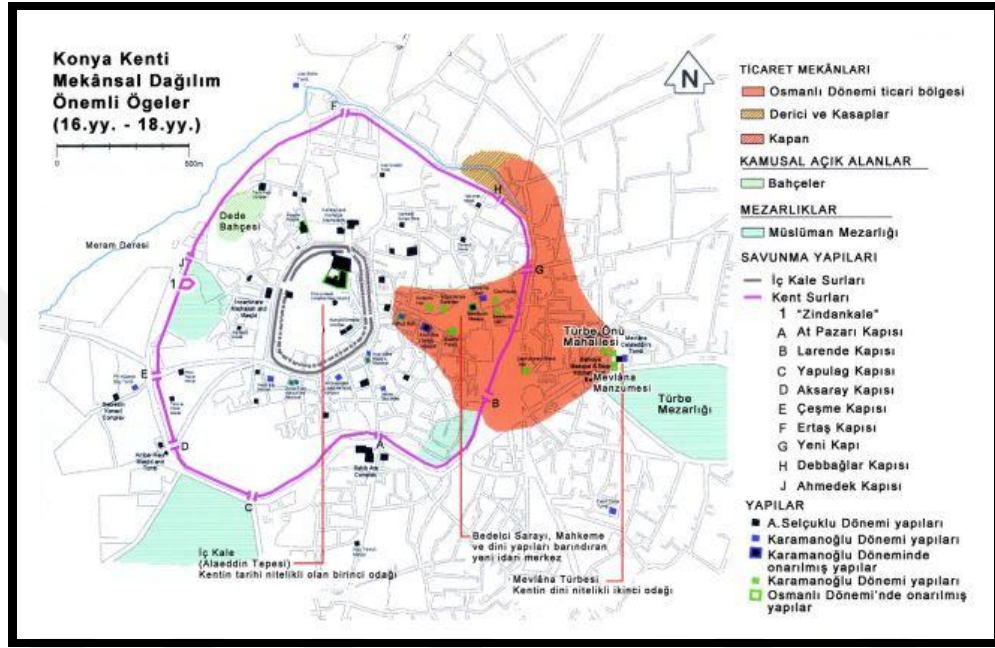 Konya Kenti
Mekânsal Dağılım
Önemli Ögeler
(16.yy. - 18.yy.)
0
500m
N
TİCARET MEKÂNLARI
Osmanlı Dönemi ticari bölgesi
Derici ve Kasaplar
Kapan
KAMUSAL AÇIK ALANLAR
Bahçeler
MEZARLIKLAR
Müslüman Mezarlığı
SAVUNMA YAPILARI
İç Kale Surları
Kent Surları
1 "Zindankale"
A At Pazarı Kapısı
B Larende Kapısı
C Yapulag Kapısı
D Aksaray Kapısı
E Çeşme Kapısı
F Ertaş Kapısı
G Yeni Kapı
H Debbağlar Kapısı
J Ahmedek Kapısı
YAPILAR
A.Selçuklu Dönemi yapıları
Karamanoğlu Dönemi yapıları
Karamanoğlu Döneminde
onarılmış yapılar
Karamanoğlu Dönemi yapıları
Osmanlı Dönemi'nde onarılmış
yapılar
F
H
Dede
Bahçesi
Meram Deresi
J
1
G
Türbe Önü
Mahallesi
Mevlâna
Manzumesi
Türbe
Mezarlığı
E
B
D
A
C
İç Kale
(Alaeddin Tepesi)
Kentin tarihi nitelikli olan birinci odağı
Bedelci Sarayı, Mahkeme
ve dini yapıları barındıran
yeni idari merkez
Mevlâna Türbesi
Kentin dini nitelikli ikinci odağı